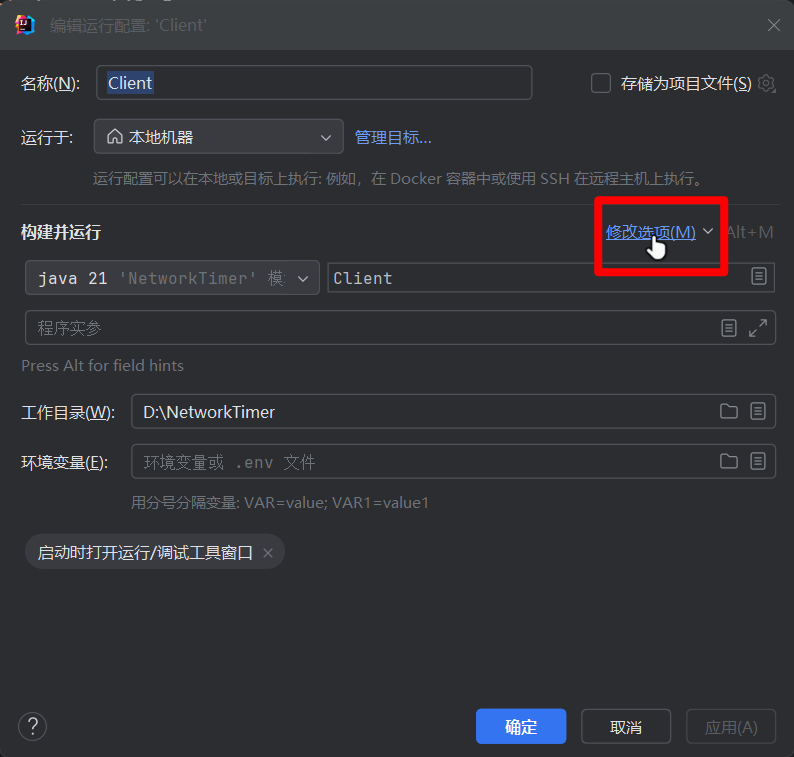 编辑运行配置: 'Client'
名称(N): Client 存储为项目文件(S)
运行于: 本地机器 管理目标...
运行配置可以在本地或目标上执行: 例如，在 Docker 容器中或使用 SSH 在远程主机上执行。
构建并运行 修改选项(M) Alt+M
java 21 'NetworkTimer' 模 Client
程序实参
Press Alt for field hints
工作目录(W): D:\NetworkTimer
环境变量(E): 环境变量或 .env 文件
用分号分隔变量: VAR=value; VAR1=value1
启动时打开运行/调试工具窗口 ×
? 确定 取消 应用(A)